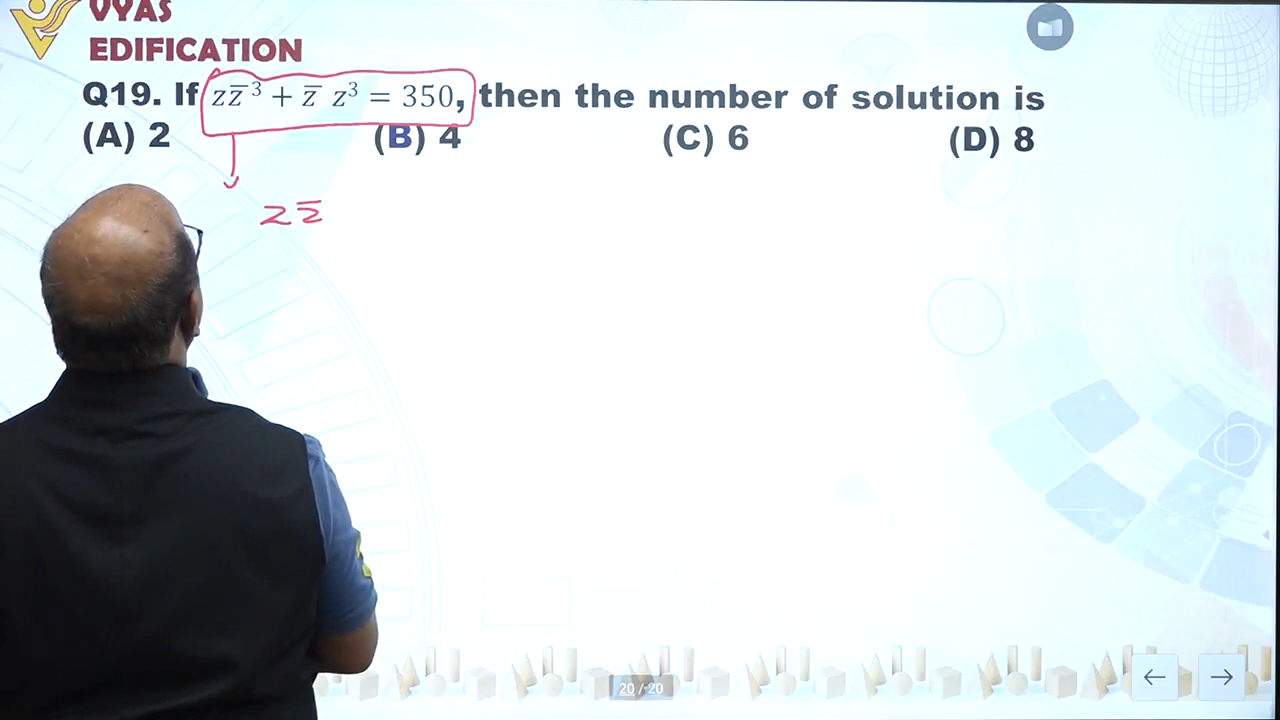 VYAS
EDIFICATION
Q19. If $z\bar{z}^3 + \bar{z}\ z^3 = 350$, then the number of solution is
(A) 2 (B) 4 (C) 6 (D) 8
$z\bar{z}$
20 / 20